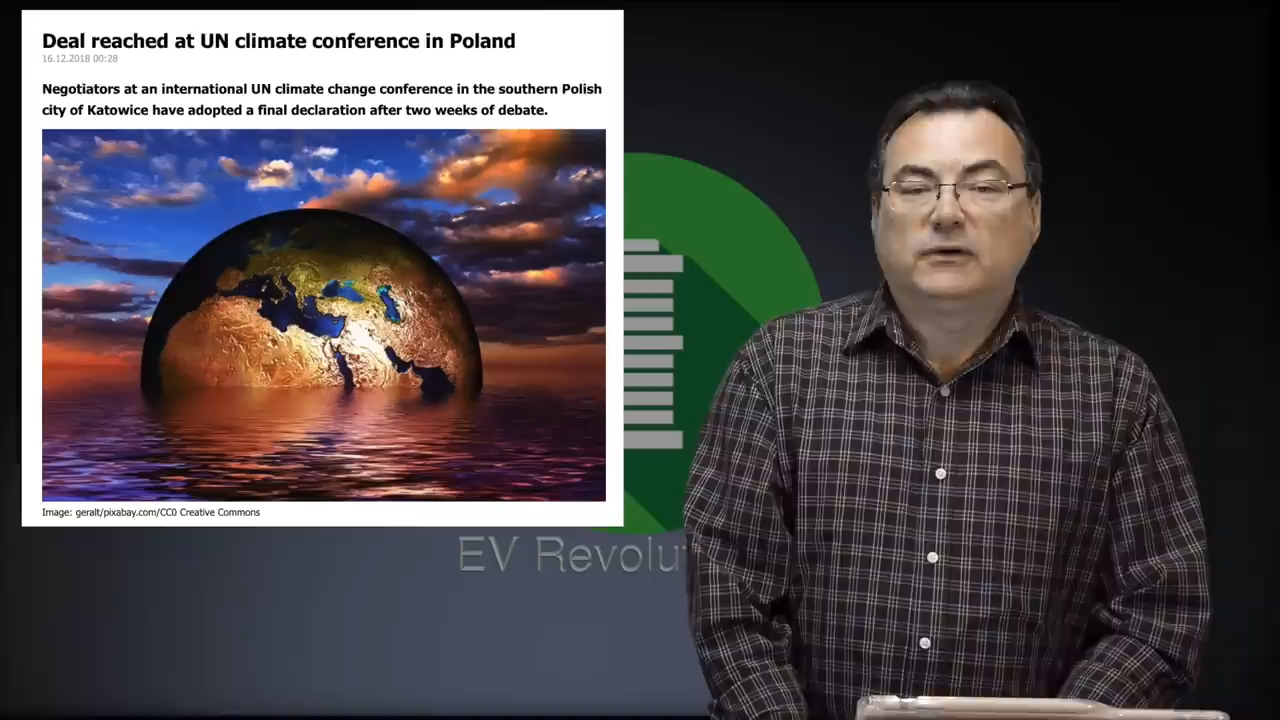 Deal reached at UN climate conference in Poland
16.12.2018 00:28
Negotiators at an international UN climate change conference in the southern Polish
city of Katowice have adopted a final declaration after two weeks of debate.
Image: geralt/pixabay.com/CC0 Creative Commons
EV Revolu